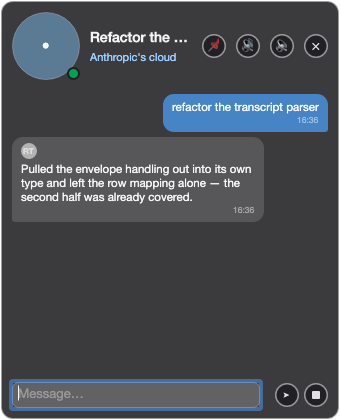 Refactor the ...
Anthropic's cloud
refactor the transcript parser
16:36
RT
Pulled the envelope handling out into its own
type and left the row mapping alone — the
second half was already covered.
16:36
Message...